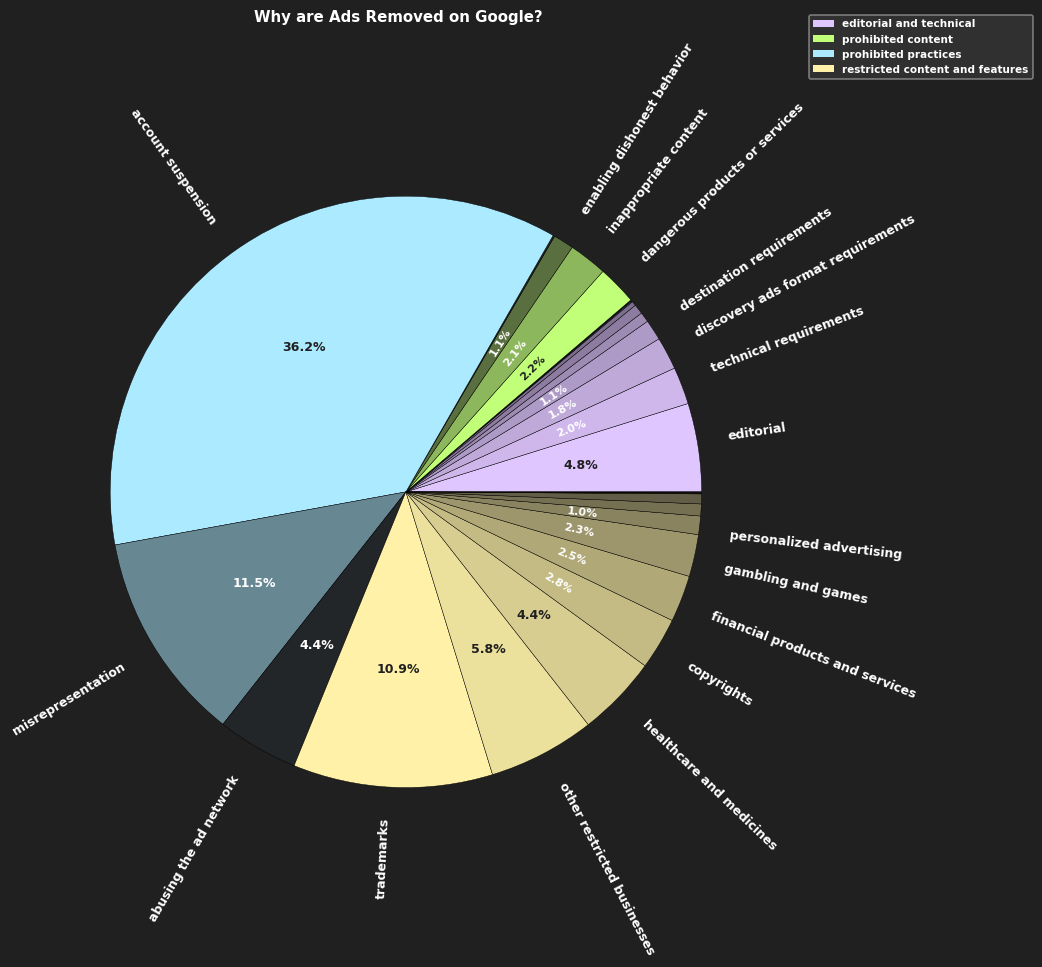 Why are Ads Removed on Google?
editorial and technical
prohibited content
prohibited practices
restricted content and features
account suspension
enabling dishonest behavior
inappropriate content
dangerous products or services
destination requirements
discovery ads format requirements
technical requirements
editorial
personalized advertising
gambling and games
financial products and services
copyrights
healthcare and medicines
other restricted businesses
trademarks
abusing the ad network
misrepresentation
36.2%
1.1%
2.1%
2.2%
1.1%
1.8%
2.0%
4.8%
1.0%
2.3%
2.5%
2.8%
4.4%
5.8%
10.9%
4.4%
11.5%